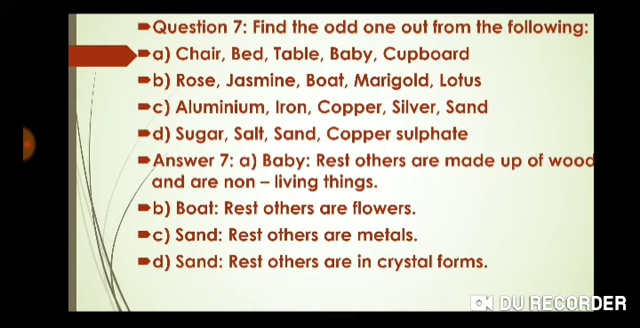 Question 7: Find the odd one out from the following:
a) Chair, Bed, Table, Baby, Cupboard
b) Rose, Jasmine, Boat, Marigold, Lotus
c) Aluminium, Iron, Copper, Silver, Sand
d) Sugar, Salt, Sand, Copper sulphate
Answer 7: a) Baby: Rest others are made up of wood
and are non – living things.
b) Boat: Rest others are flowers.
c) Sand: Rest others are metals.
d) Sand: Rest others are in crystal forms.
DU RECORDER